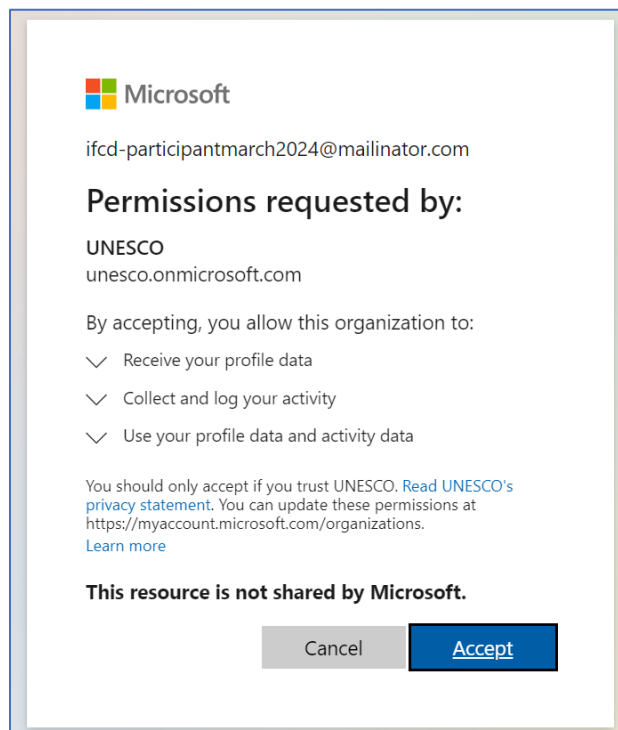 Microsoft
ifcd-participantmarch2024@mailinator.com
Permissions requested by:
UNESCO
unesco.onmicrosoft.com
By accepting, you allow this organization to:
Receive your profile data
Collect and log your activity
Use your profile data and activity data
You should only accept if you trust UNESCO. Read UNESCO's
privacy statement. You can update these permissions at
https://myaccount.microsoft.com/organizations.
Learn more
This resource is not shared by Microsoft.
Cancel Accept